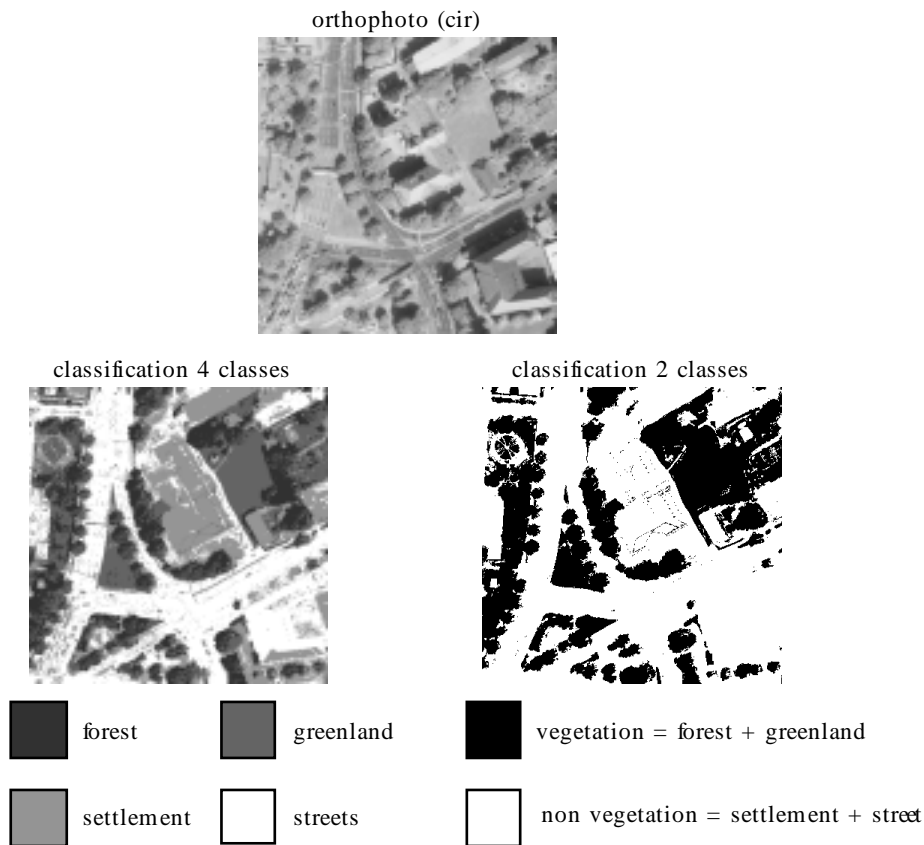 orthophoto (cir)
classification 4 classes
classification 2 classes
forest
greenland
vegetation = forest + greenland
settlement
streets
non vegetation = settlement + street